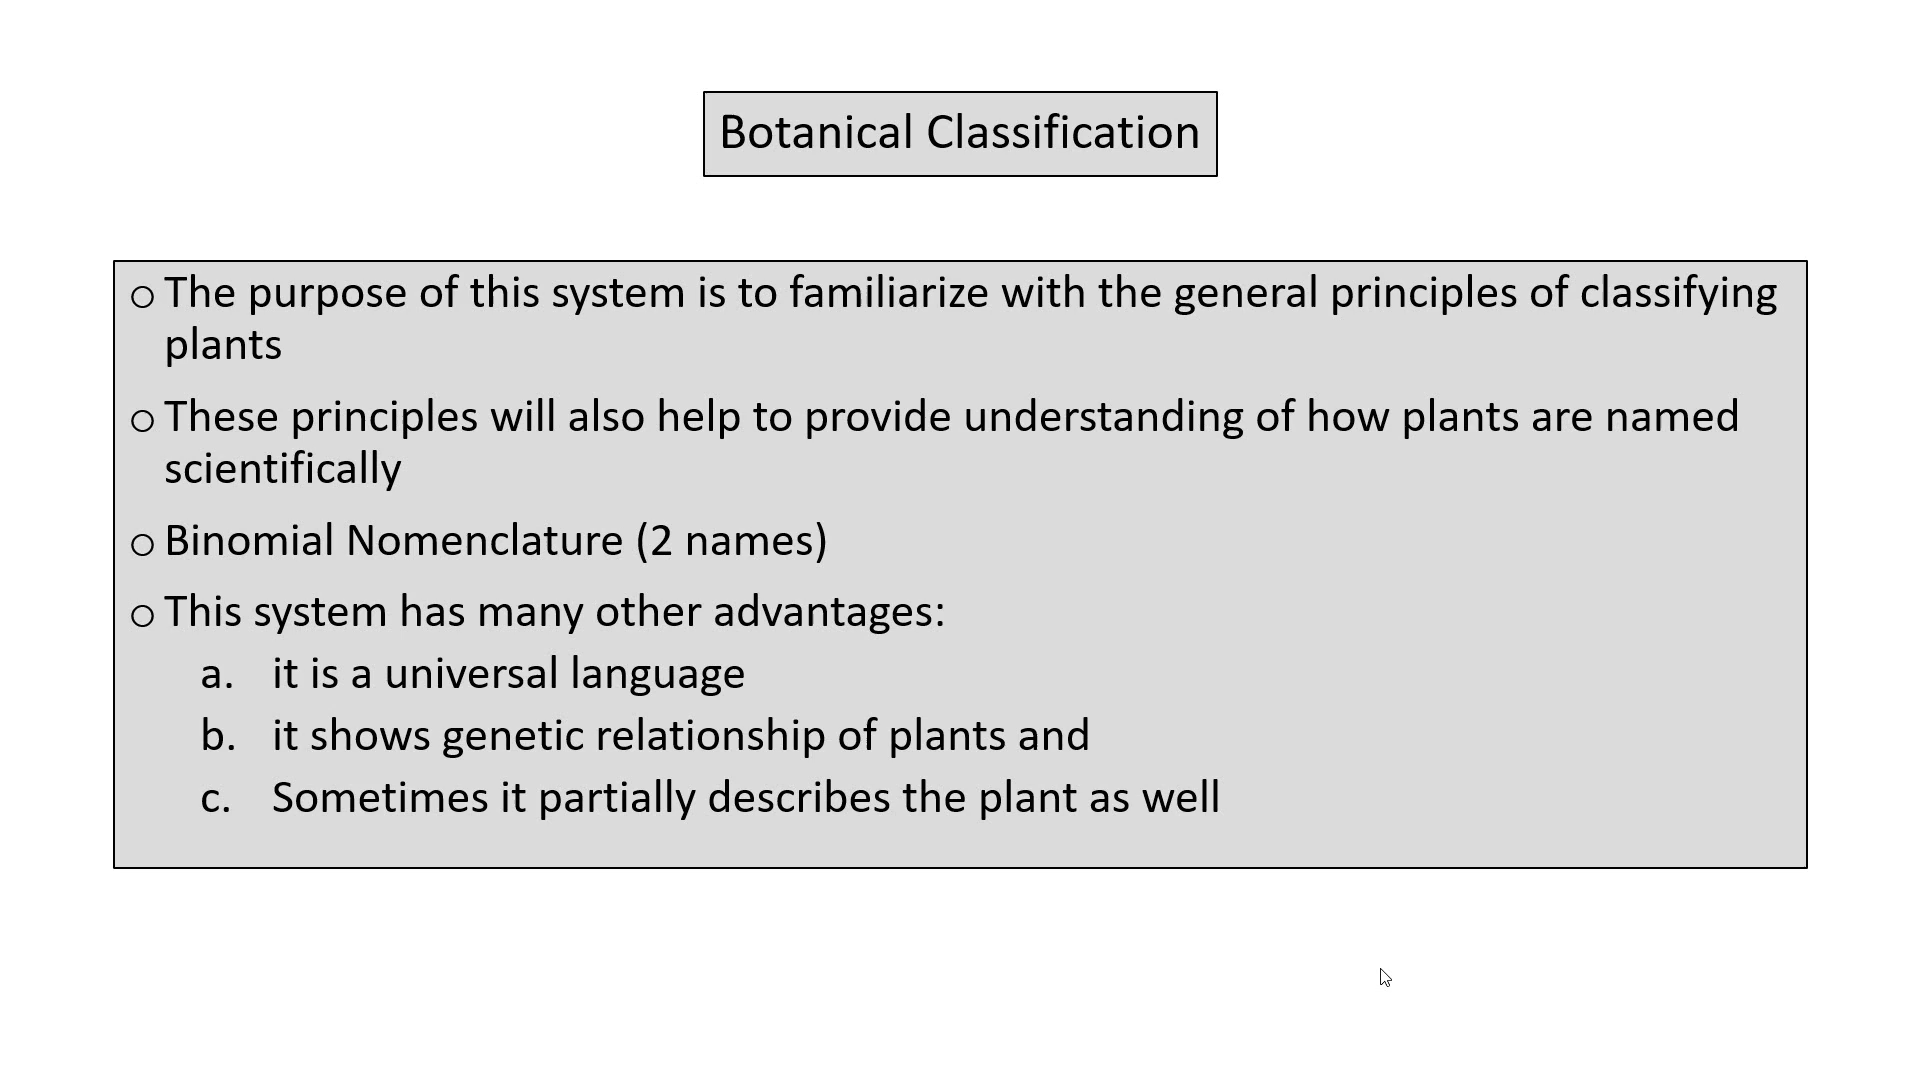 Botanical Classification
○ The purpose of this system is to familiarize with the general principles of classifying
plants
○ These principles will also help to provide understanding of how plants are named
scientifically
○ Binomial Nomenclature (2 names)
○ This system has many other advantages:
a. it is a universal language
b. it shows genetic relationship of plants and
c. Sometimes it partially describes the plant as well